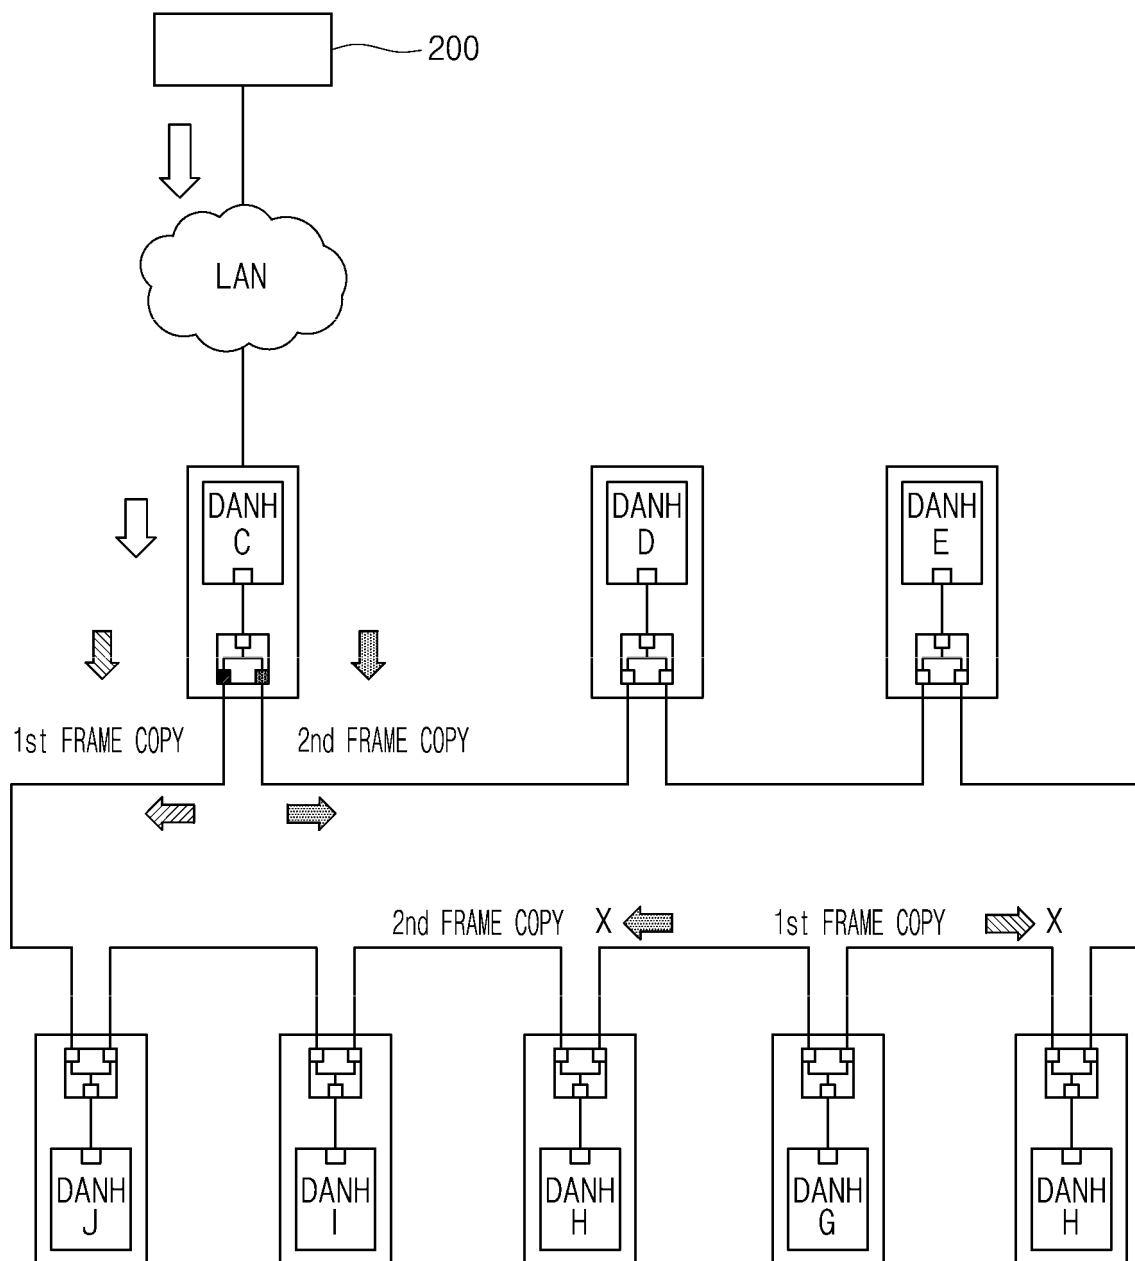 200
LAN
DANH
C
DANH
D
DANH
E
1st FRAME COPY
2nd FRAME COPY
2nd FRAME COPY X
1st FRAME COPY
X
DANH
J
DANH
I
DANH
H
DANH
G
DANH
H